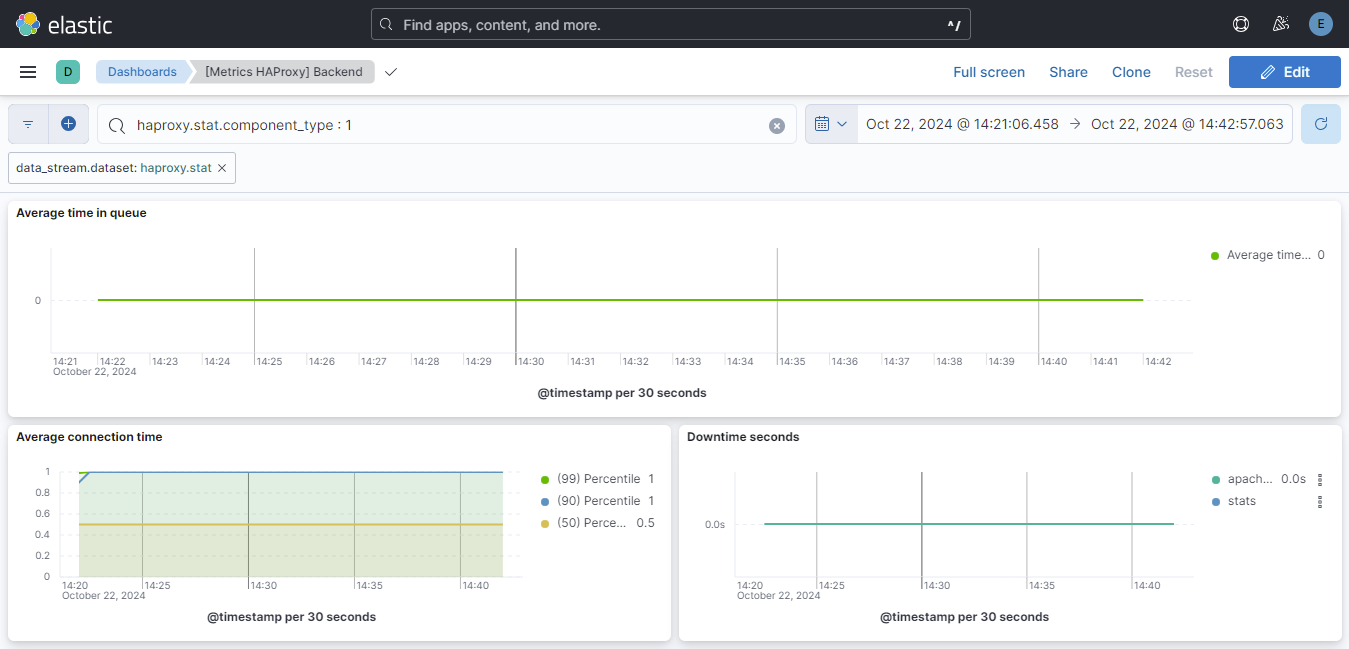 elastic
Find apps, content, and more.
^/
E
D
Dashboards
[Metrics HAProxy] Backend
Full screen
Share
Clone
Reset
Edit
haproxy.stat.component_type : 1
Oct 22, 2024 @ 14:21:06.458 → Oct 22, 2024 @ 14:42:57.063
data_stream.dataset: haproxy.stat ×
Average time in queue
0
14:21 14:22 14:23 14:24 14:25 14:26 14:27 14:28 14:29 14:30 14:31 14:32 14:33 14:34 14:35 14:36 14:37 14:38 14:39 14:40 14:41 14:42
October 22, 2024
@timestamp per 30 seconds
Average time... 0
Average connection time
1
0.8
0.6
0.4
0.2
0
14:20 14:25 14:30 14:35 14:40
October 22, 2024
@timestamp per 30 seconds
(99) Percentile 1
(90) Percentile 1
(50) Perce... 0.5
Downtime seconds
0.0s
14:20 14:25 14:30 14:35 14:40
October 22, 2024
@timestamp per 30 seconds
apach... 0.0s
stats